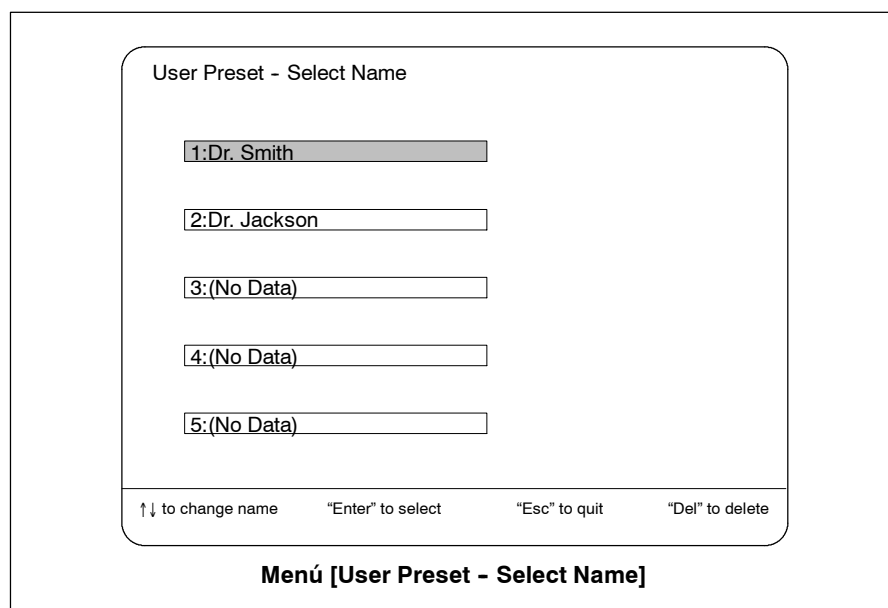 User Preset - Select Name
1:Dr. Smith
2:Dr. Jackson
3:(No Data)
4:(No Data)
5:(No Data)
↑↓ to change name “Enter” to select “Esc” to quit “Del” to delete
Menú [User Preset - Select Name]